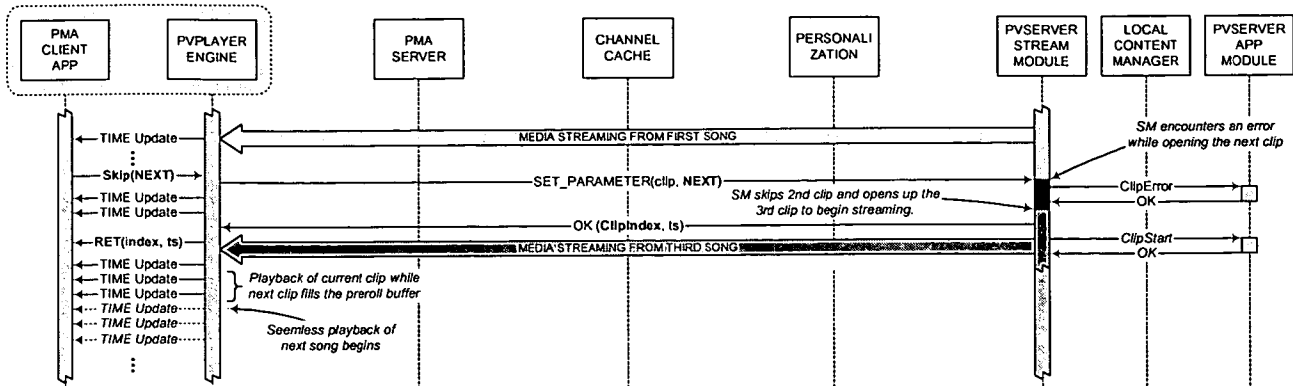 PMA
CLIENT
APP
PVPLAYER
ENGINE
PMA
SERVER
CHANNEL
CACHE
PERSONALI
ZATION
PVSERVER
STREAM
MODULE
LOCAL
CONTENT
MANAGER
PVSERVER
APP
MODULE
TIME Update
MEDIA STREAMING FROM FIRST SONG
SM encounters an error
while opening the next clip
Skip(NEXT)
SET_PARAMETER(clip, NEXT)
ClipError
TIME Update
SM skips 2nd clip and opens up the
3rd clip to begin streaming.
OK
TIME Update
OK (ClipIndex, ts)
RET(index, ts)
MEDIA STREAMING FROM THIRD SONG
ClipStart
OK
TIME Update
TIME Update
Playback of current clip while
next clip fills the preroll buffer
TIME Update
TIME Update
TIME Update
Seemless playback of
next song begins
TIME Update